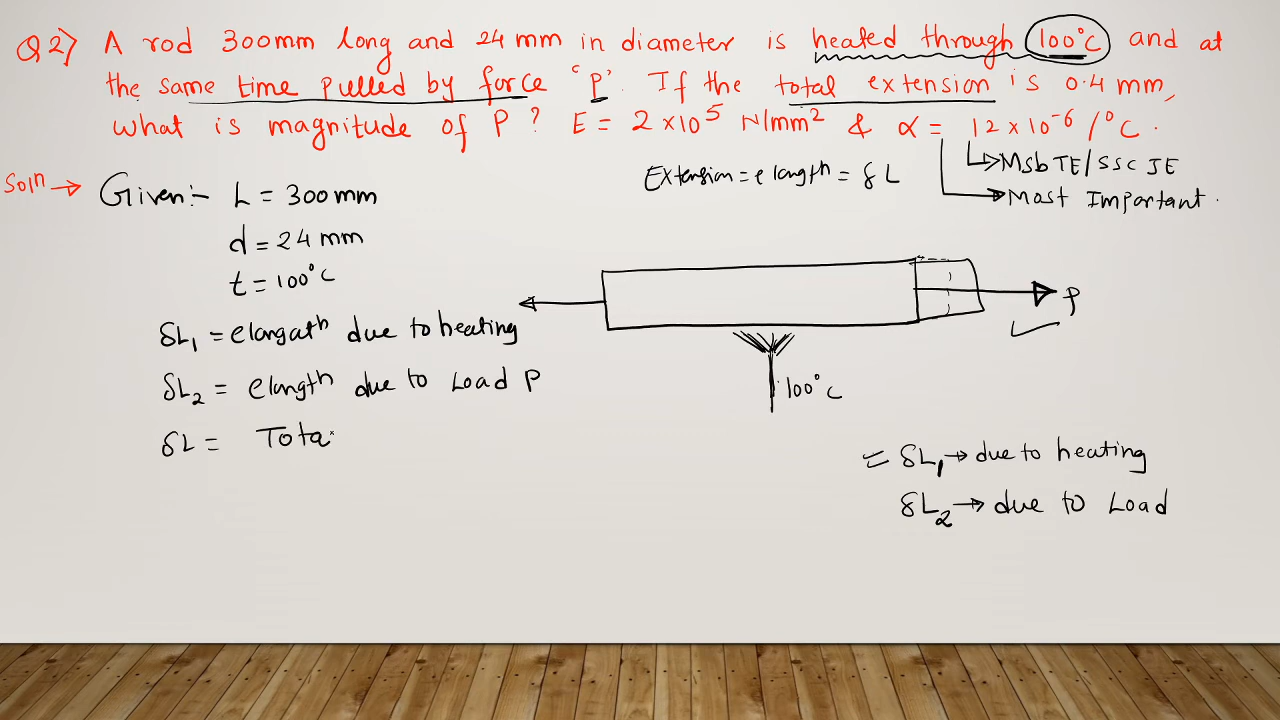 Q2) A rod 300mm long and 24 mm in diameter is heated through 100°C and at
the same time pulled by force 'P'. If the total extension is 0.4 mm,
what is magnitude of P? E = 2×10⁵ N/mm² & α = 12×10⁻⁶/°C.
Soln → Given:- L = 300mm
Extension = elongatn = δL
→ MsbTE/SSC JE
→ Most Important.
d = 24 mm
t = 100°C
P
δL₁ = elongatn due to heating
δL₂ = elongtn due to Load P
100°C
δL = Tota
= δL₁ → due to heating
δL₂ → due to Load